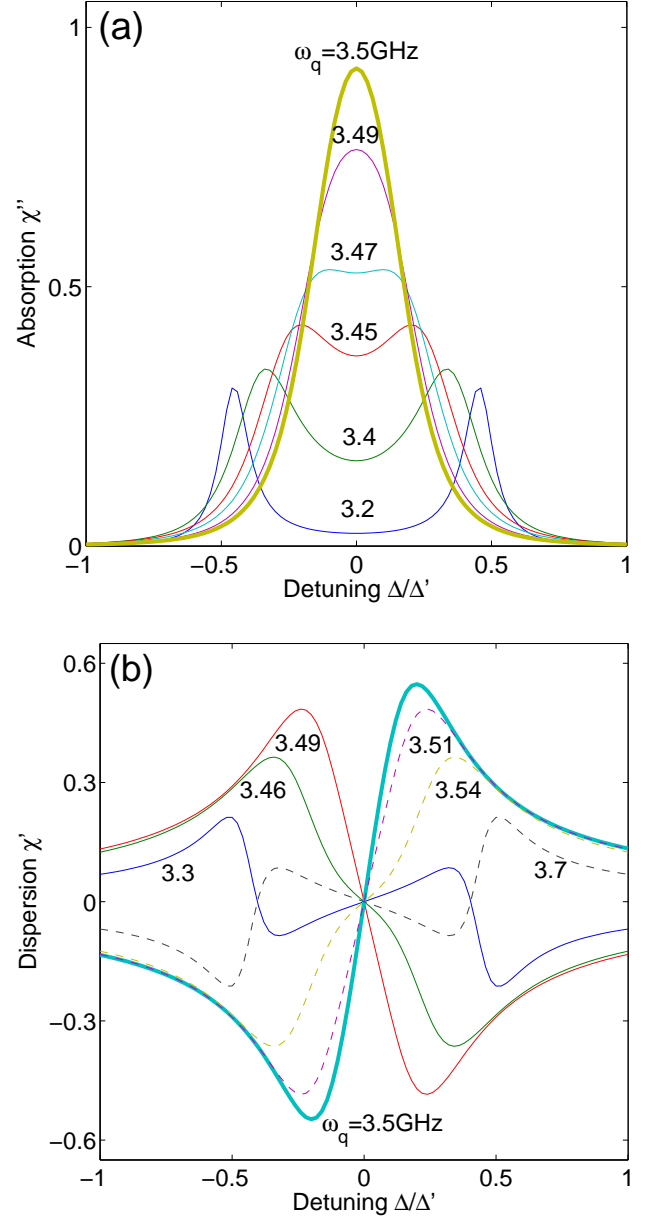 (a)
ω_q=3.5GHz
3.49
3.47
3.45
3.4
3.2
1
0.5
0
Absorption χ''
−1 −0.5 0 0.5 1
Detuning Δ/Δ'
(b)
3.49 3.51
3.46 3.54
3.3 3.7
ω_q=3.5GHz
0.6
0.3
0
−0.3
−0.6
Dispersion χ'
−1 −0.5 0 0.5 1
Detuning Δ/Δ'